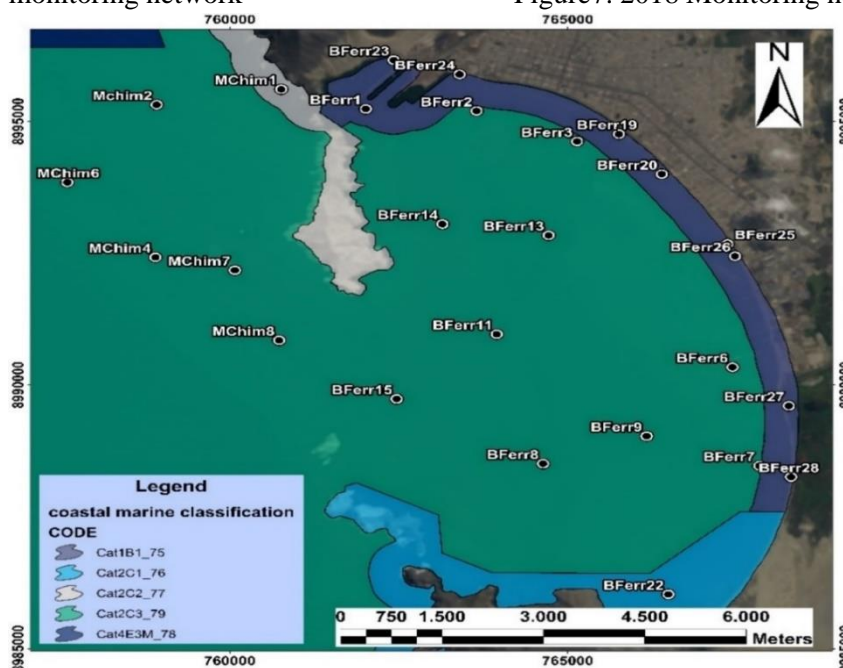 monitoring network
Figure7. 2018 Monitoring n
760000
765000
N
BFerr23
MChim1
BFerr24
Mchim2
BFerr1
BFerr2
8995000
BFerr3
BFerr19
BFerr20
MChim6
BFerr14
BFerr13
BFerr25
MChim4
BFerr26
MChim7
MChim8
BFerr11
BFerr6
8990000
BFerr15
BFerr27
BFerr9
BFerr8
BFerr7
BFerr28
Legend
coastal marine classification
CODE
Cat1B1_75
Cat2C1_76
Cat2C2_77
Cat2C3_79
Cat4E3M_78
BFerr22
0 750 1.500 3.000 4.500 6.000
Meters
8985000
760000
765000